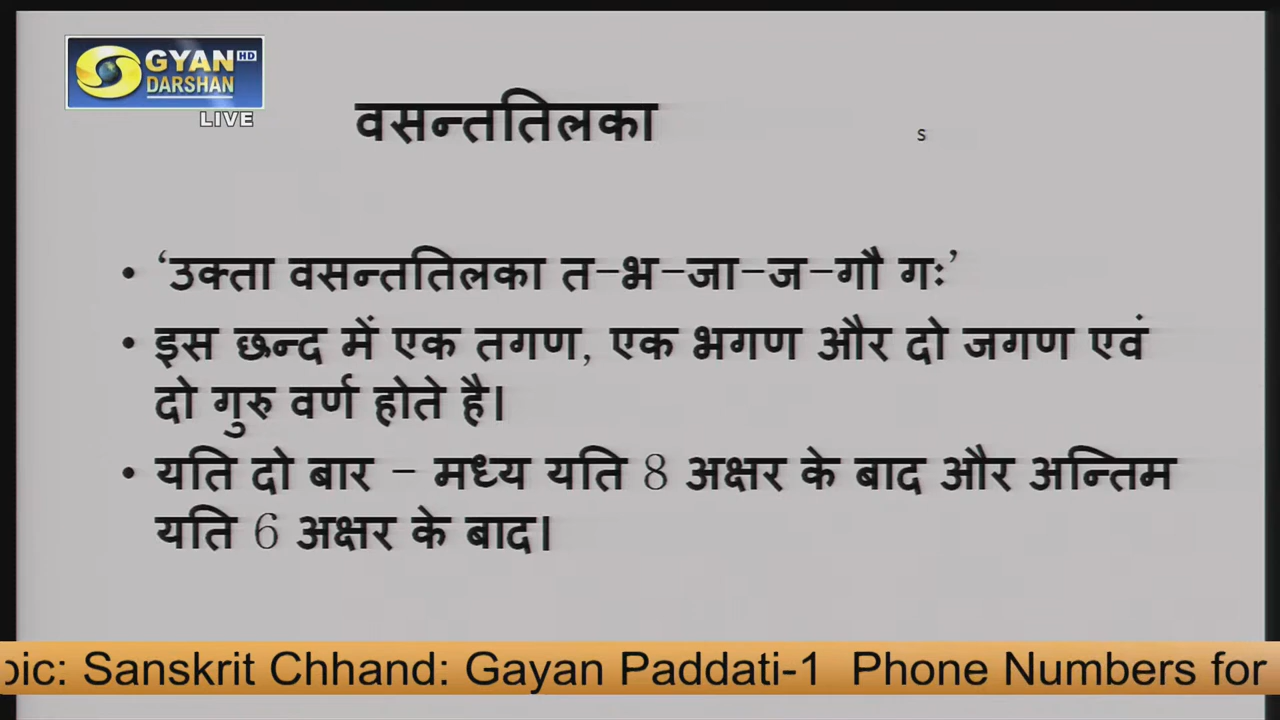 GYAN HD
DARSHAN
LIVE
वसन्ततिलका
s
• ‘उक्ता वसन्ततिलका त-भ-जा-ज-गौ गः’
• इस छन्द में एक तगण, एक भगण और दो जगण एवं
दो गुरु वर्ण होते है।
• यति दो बार - मध्य यति 8 अक्षर के बाद और अन्तिम
यति 6 अक्षर के बाद।
pic: Sanskrit Chhand: Gayan Paddati-1 Phone Numbers for